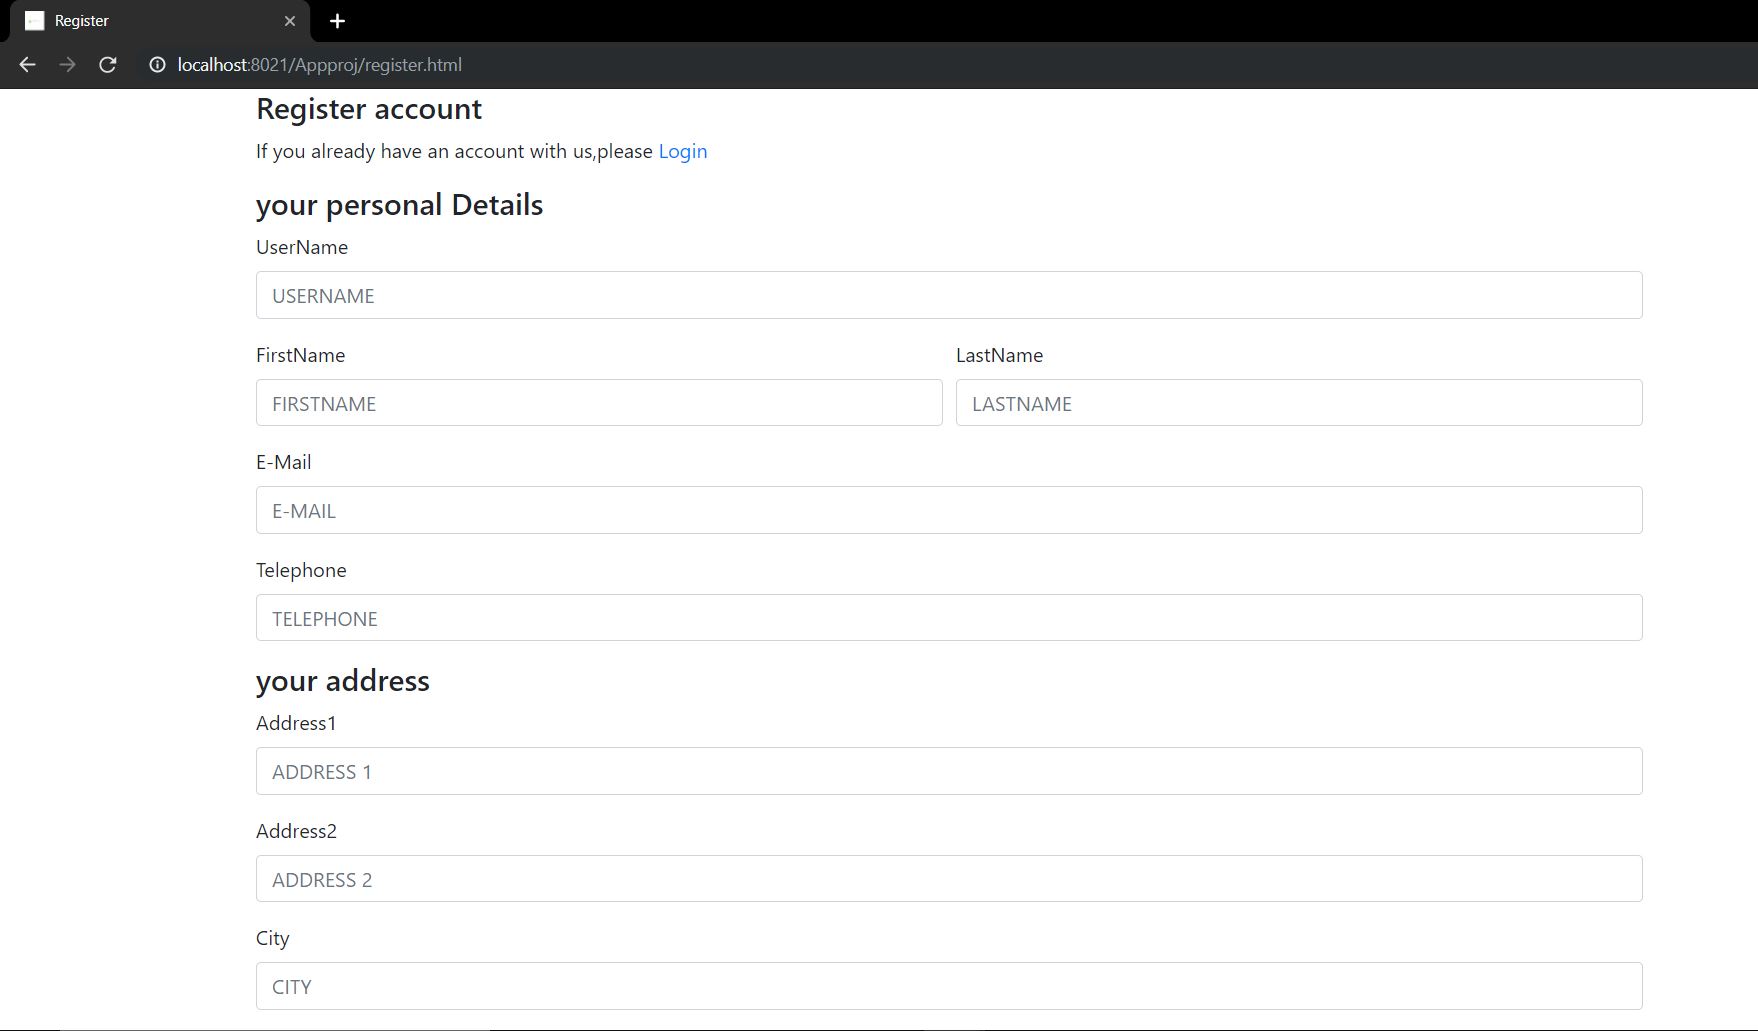 Register
localhost:8021/Appproj/register.html
Register account
If you already have an account with us,please Login
your personal Details
UserName
USERNAME
FirstName LastName
FIRSTNAME LASTNAME
E-Mail
E-MAIL
Telephone
TELEPHONE
your address
Address1
ADDRESS 1
Address2
ADDRESS 2
City
CITY